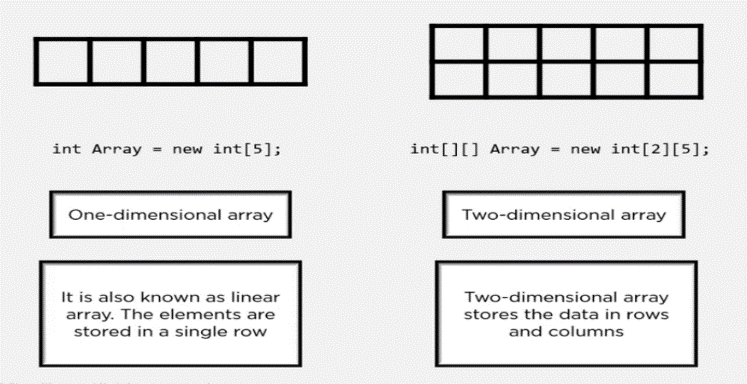 int Array = new int[5];
One-dimensional array
It is also known as linear
array. The elements are
stored in a single row
int[][] Array = new int[2][5];
Two-dimensional array
Two-dimensional array
stores the data in rows
and columns